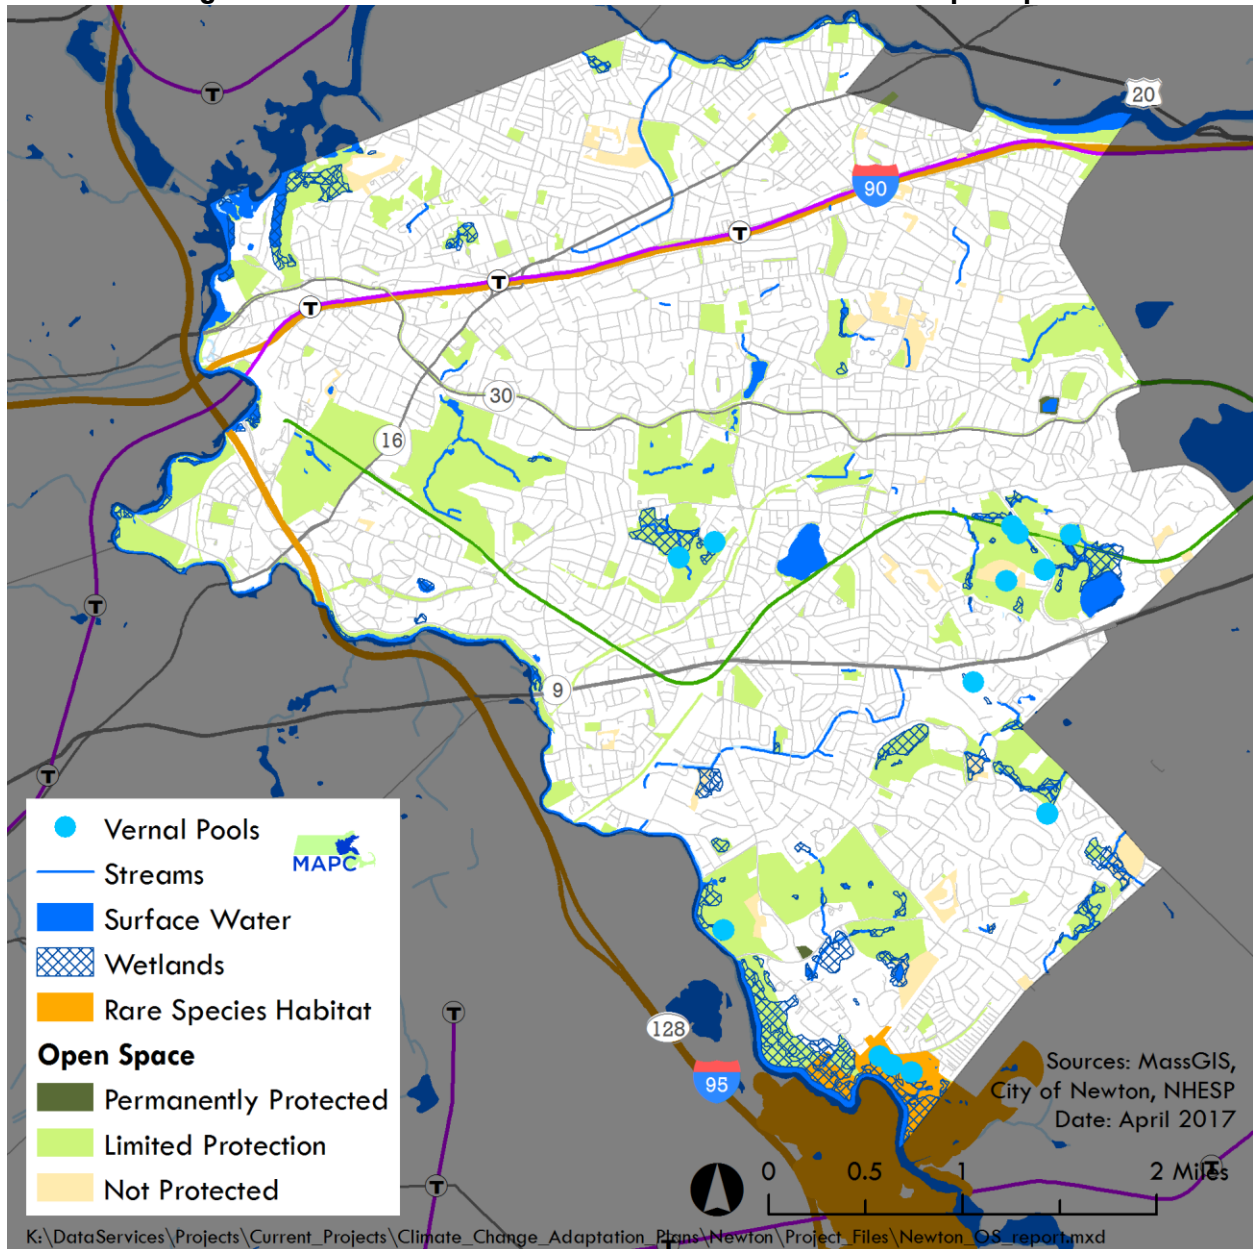 T
20
90
T
T
T
30
16
T
9
T
Vernal Pools
MAPC
Streams
Surface Water
Wetlands
Rare Species Habitat
Open Space
Permanently Protected
Limited Protection
Not Protected
T
128
95
Sources: MassGIS,
City of Newton, NHESP
Date: April 2017
0 0.5 1 2 Miles
T
T
T
K:\DataServices\Projects\Current_Projects\Climate_Change_Adaptation_Plans\Newton\Project_Files\Newton_OS_report.mxd